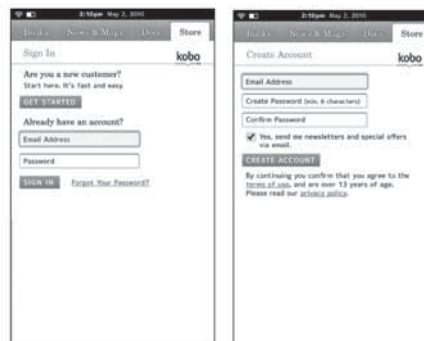 2:10pm May 3, 2010
Books News & Mags Docs Store
Sign In
kobo
Are you a new customer?
Start here. It's fast and easy.
GET STARTED
Already have an account?
Email Address
Password
SIGN IN Forgot Your Password?
2:10pm May 3, 2010
Books News & Mags Docs Store
Create Account
kobo
Email Address
Create Password (min. 6 characters)
Confirm Password
Yes, send me newsletters and special offers
via email.
CREATE ACCOUNT
By continuing you confirm that you agree to the
terms of use, and are over 13 years of age.
Please read our privacy policy.